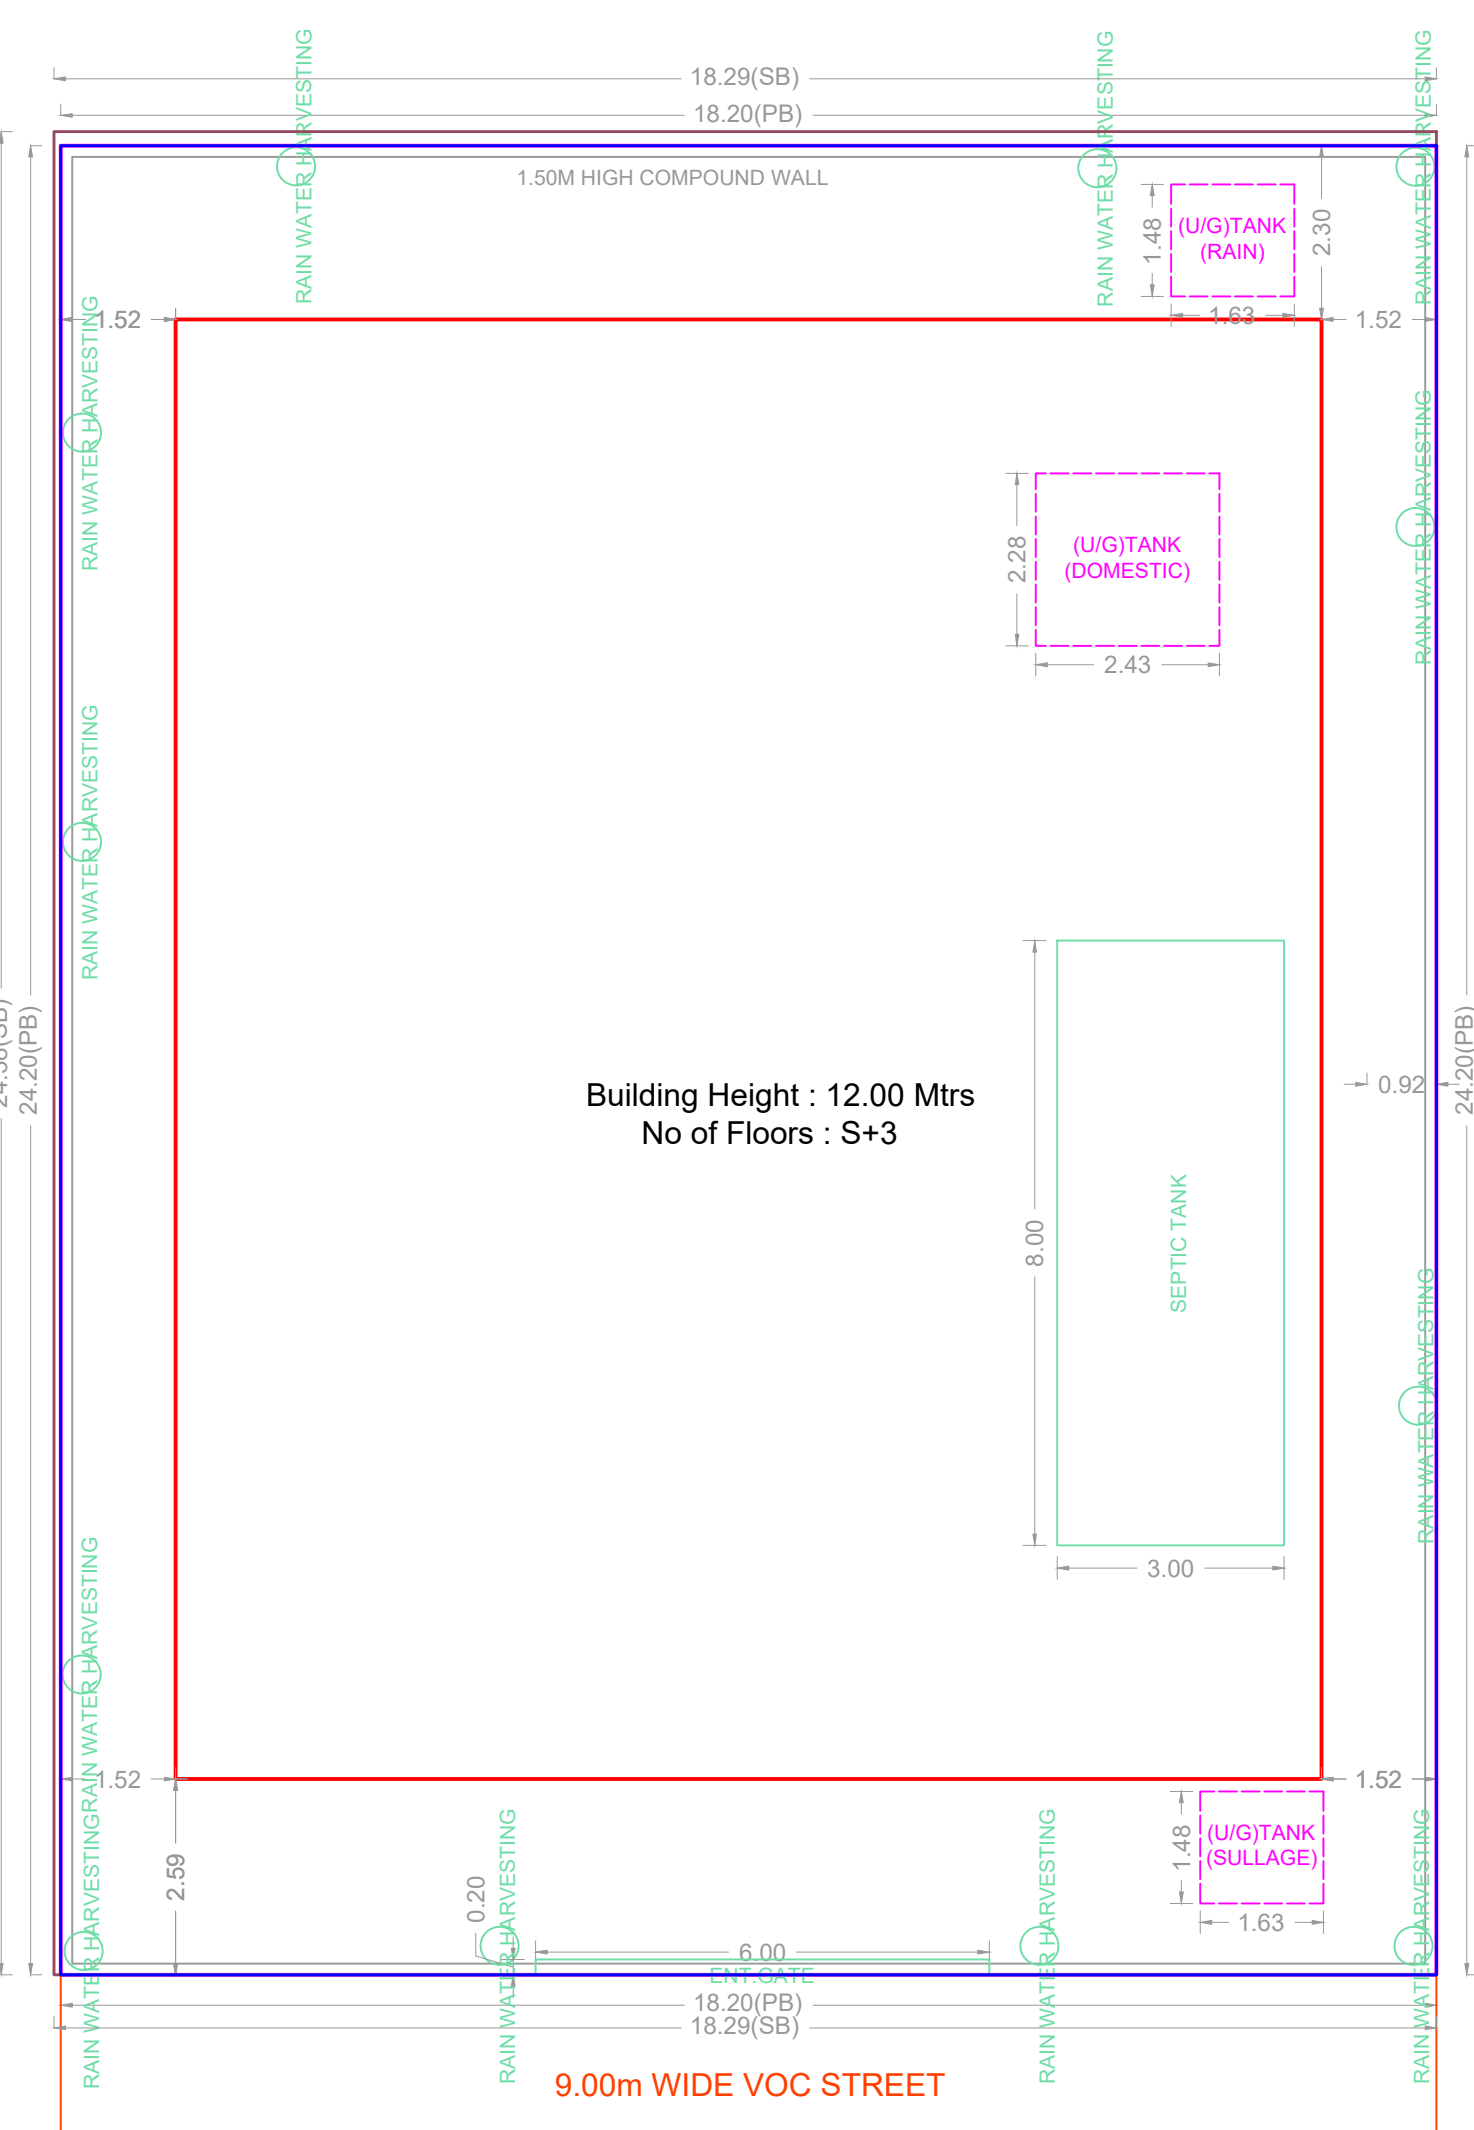 18.29(SB)
18.20(PB)
RAIN WATER HARVESTING
RAIN WATER HARVESTING
RAIN WATER HARVESTING
1.50M HIGH COMPOUND WALL
1.48
(U/G)TANK
(RAIN)
2.30
1.63
1.52
1.52
RAIN WATER HARVESTING
RAIN WATER HARVESTING
2.28
(U/G)TANK
(DOMESTIC)
2.43
RAIN WATER HARVESTING
24.20(PB)
24.20(PB)
0.92
Building Height : 12.00 Mtrs
No of Floors : S+3
8.00
SEPTIC TANK
3.00
RAIN WATER HARVESTING
RAIN WATER HARVESTING
1.52
1.52
2.59
0.20
RAIN WATER HARVESTING
RAIN WATER HARVESTING
RAIN WATER HARVESTING
1.48
(U/G)TANK
(SULLAGE)
1.63
RAIN WATER HARVESTING
6.00
ENT.GATE
18.20(PB)
18.29(SB)
9.00m WIDE VOC STREET